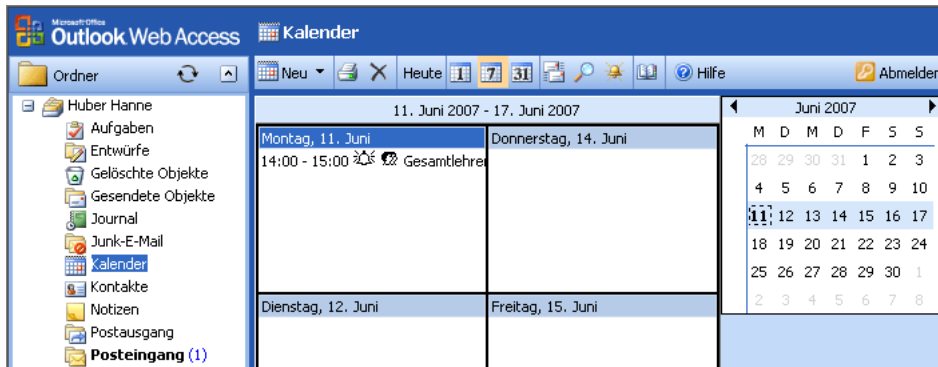 Microsoft Office
Outlook Web Access
Kalender
Ordner
Neu
Heute 1 7 31
Hilfe
Abmelden
Huber Hanne
Aufgaben
Entwürfe
Gelöschte Objekte
Gesendete Objekte
Journal
Junk-E-Mail
Kalender
Kontakte
Notizen
Postausgang
Posteingang (1)
11. Juni 2007 - 17. Juni 2007
Montag, 11. Juni
14:00 - 15:00 Gesamtlehrer
Donnerstag, 14. Juni
Dienstag, 12. Juni
Freitag, 15. Juni
Juni 2007
M D M D F S S
28 29 30 31 1 2 3
4 5 6 7 8 9 10
11 12 13 14 15 16 17
18 19 20 21 22 23 24
25 26 27 28 29 30 1
2 3 4 5 6 7 8